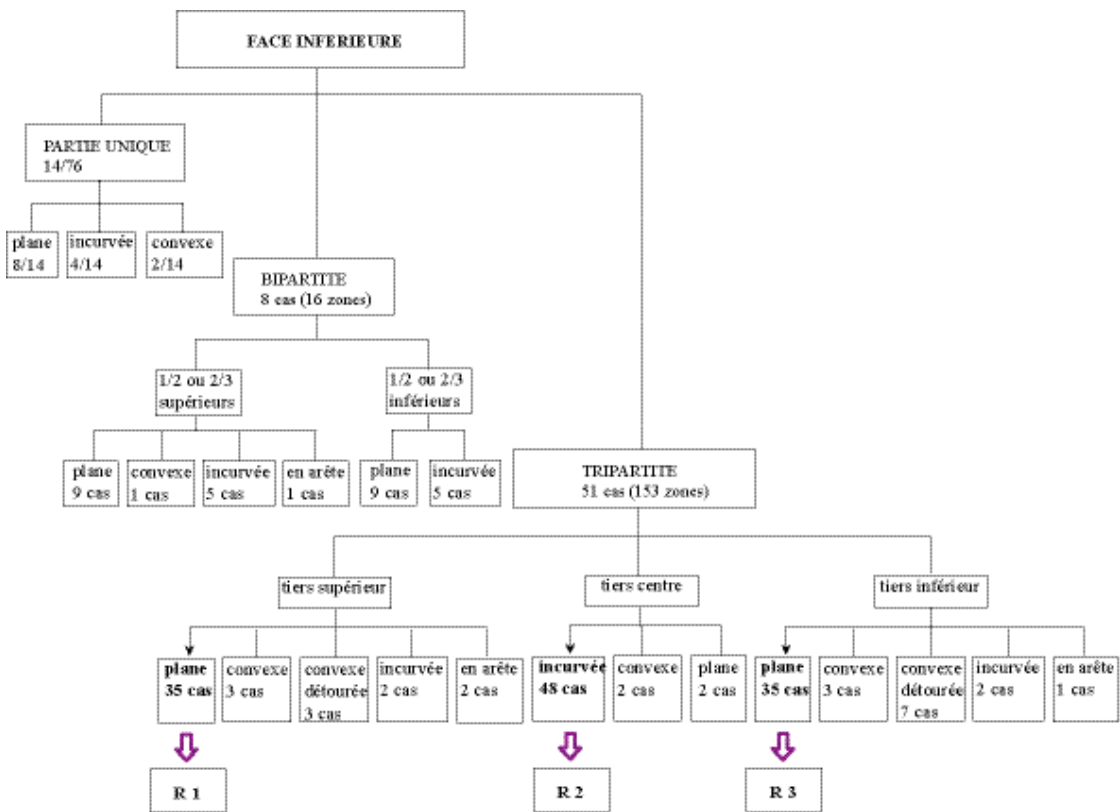 FACE INFERIEURE
PARTIE UNIQUE
14/76
plane
8/14
incurvée
4/14
convexe
2/14
BIPARTITE
8 cas (16 zones)
1/2 ou 2/3
supérieurs
1/2 ou 2/3
inférieurs
plane
9 cas
convexe
1 cas
incurvée
5 cas
en arête
1 cas
plane
9 cas
incurvée
5 cas
TRIPARTITE
51 cas (153 zones)
tiers supérieur
tiers centre
tiers inférieur
plane
35 cas
convexe
3 cas
convexe
détourée
3 cas
incurvée
2 cas
en arête
2 cas
incurvée
48 cas
convexe
2 cas
plane
2 cas
plane
35 cas
convexe
3 cas
convexe
détourée
7 cas
incurvée
2 cas
en arête
1 cas
R 1
R 2
R 3